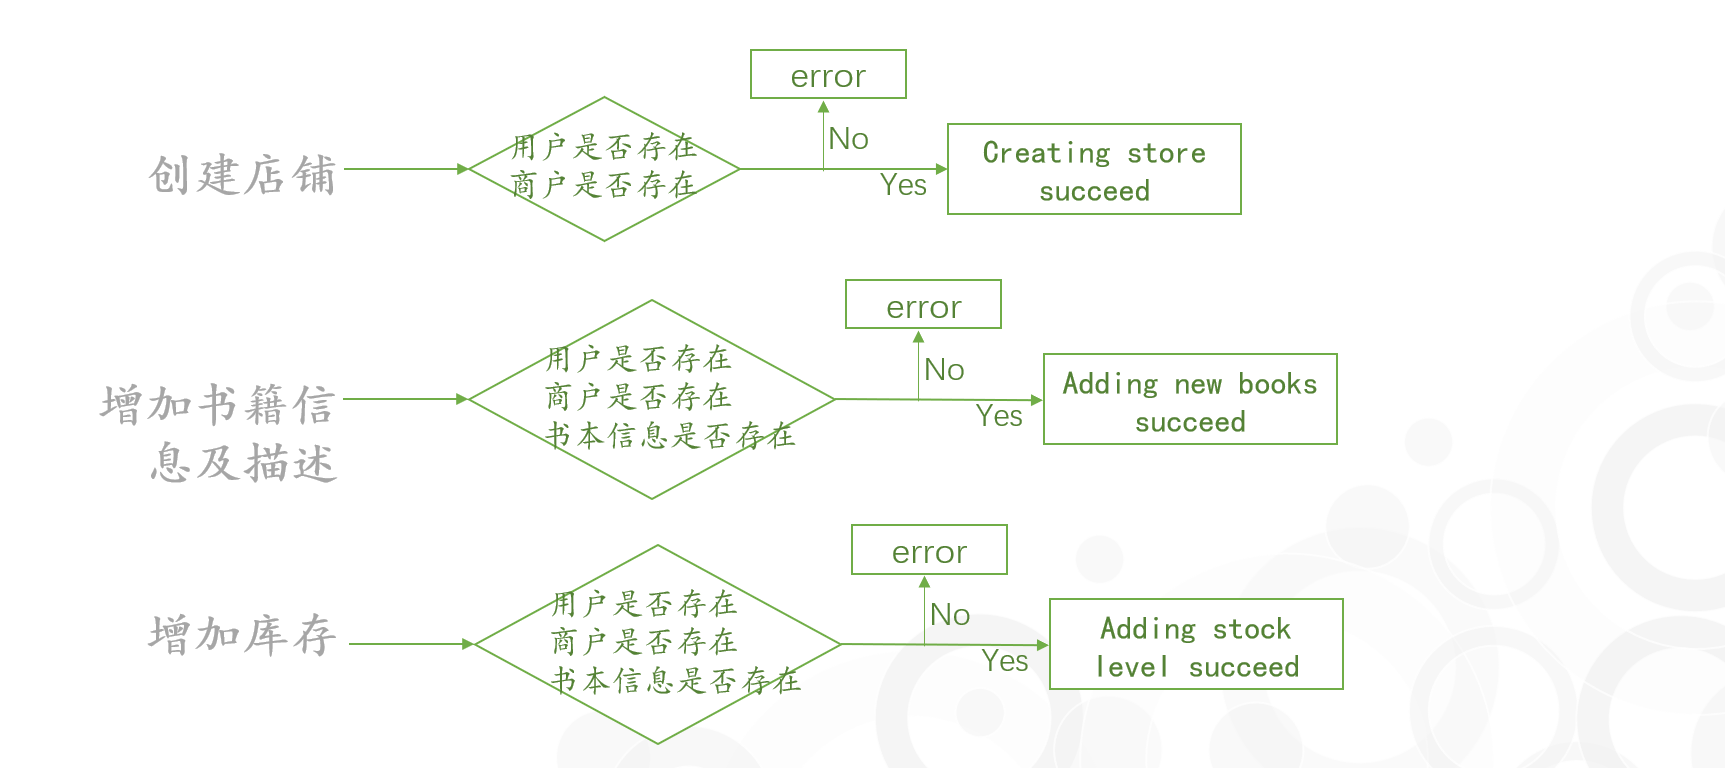 error
用户是否存在
商户是否存在
创建店铺
No
Yes
Creating store
succeed
error
用户是否存在
商户是否存在
书本信息是否存在
增加书籍信
息及描述
No
Yes
Adding new books
succeed
error
用户是否存在
商户是否存在
书本信息是否存在
增加库存
No
Yes
Adding stock
level succeed